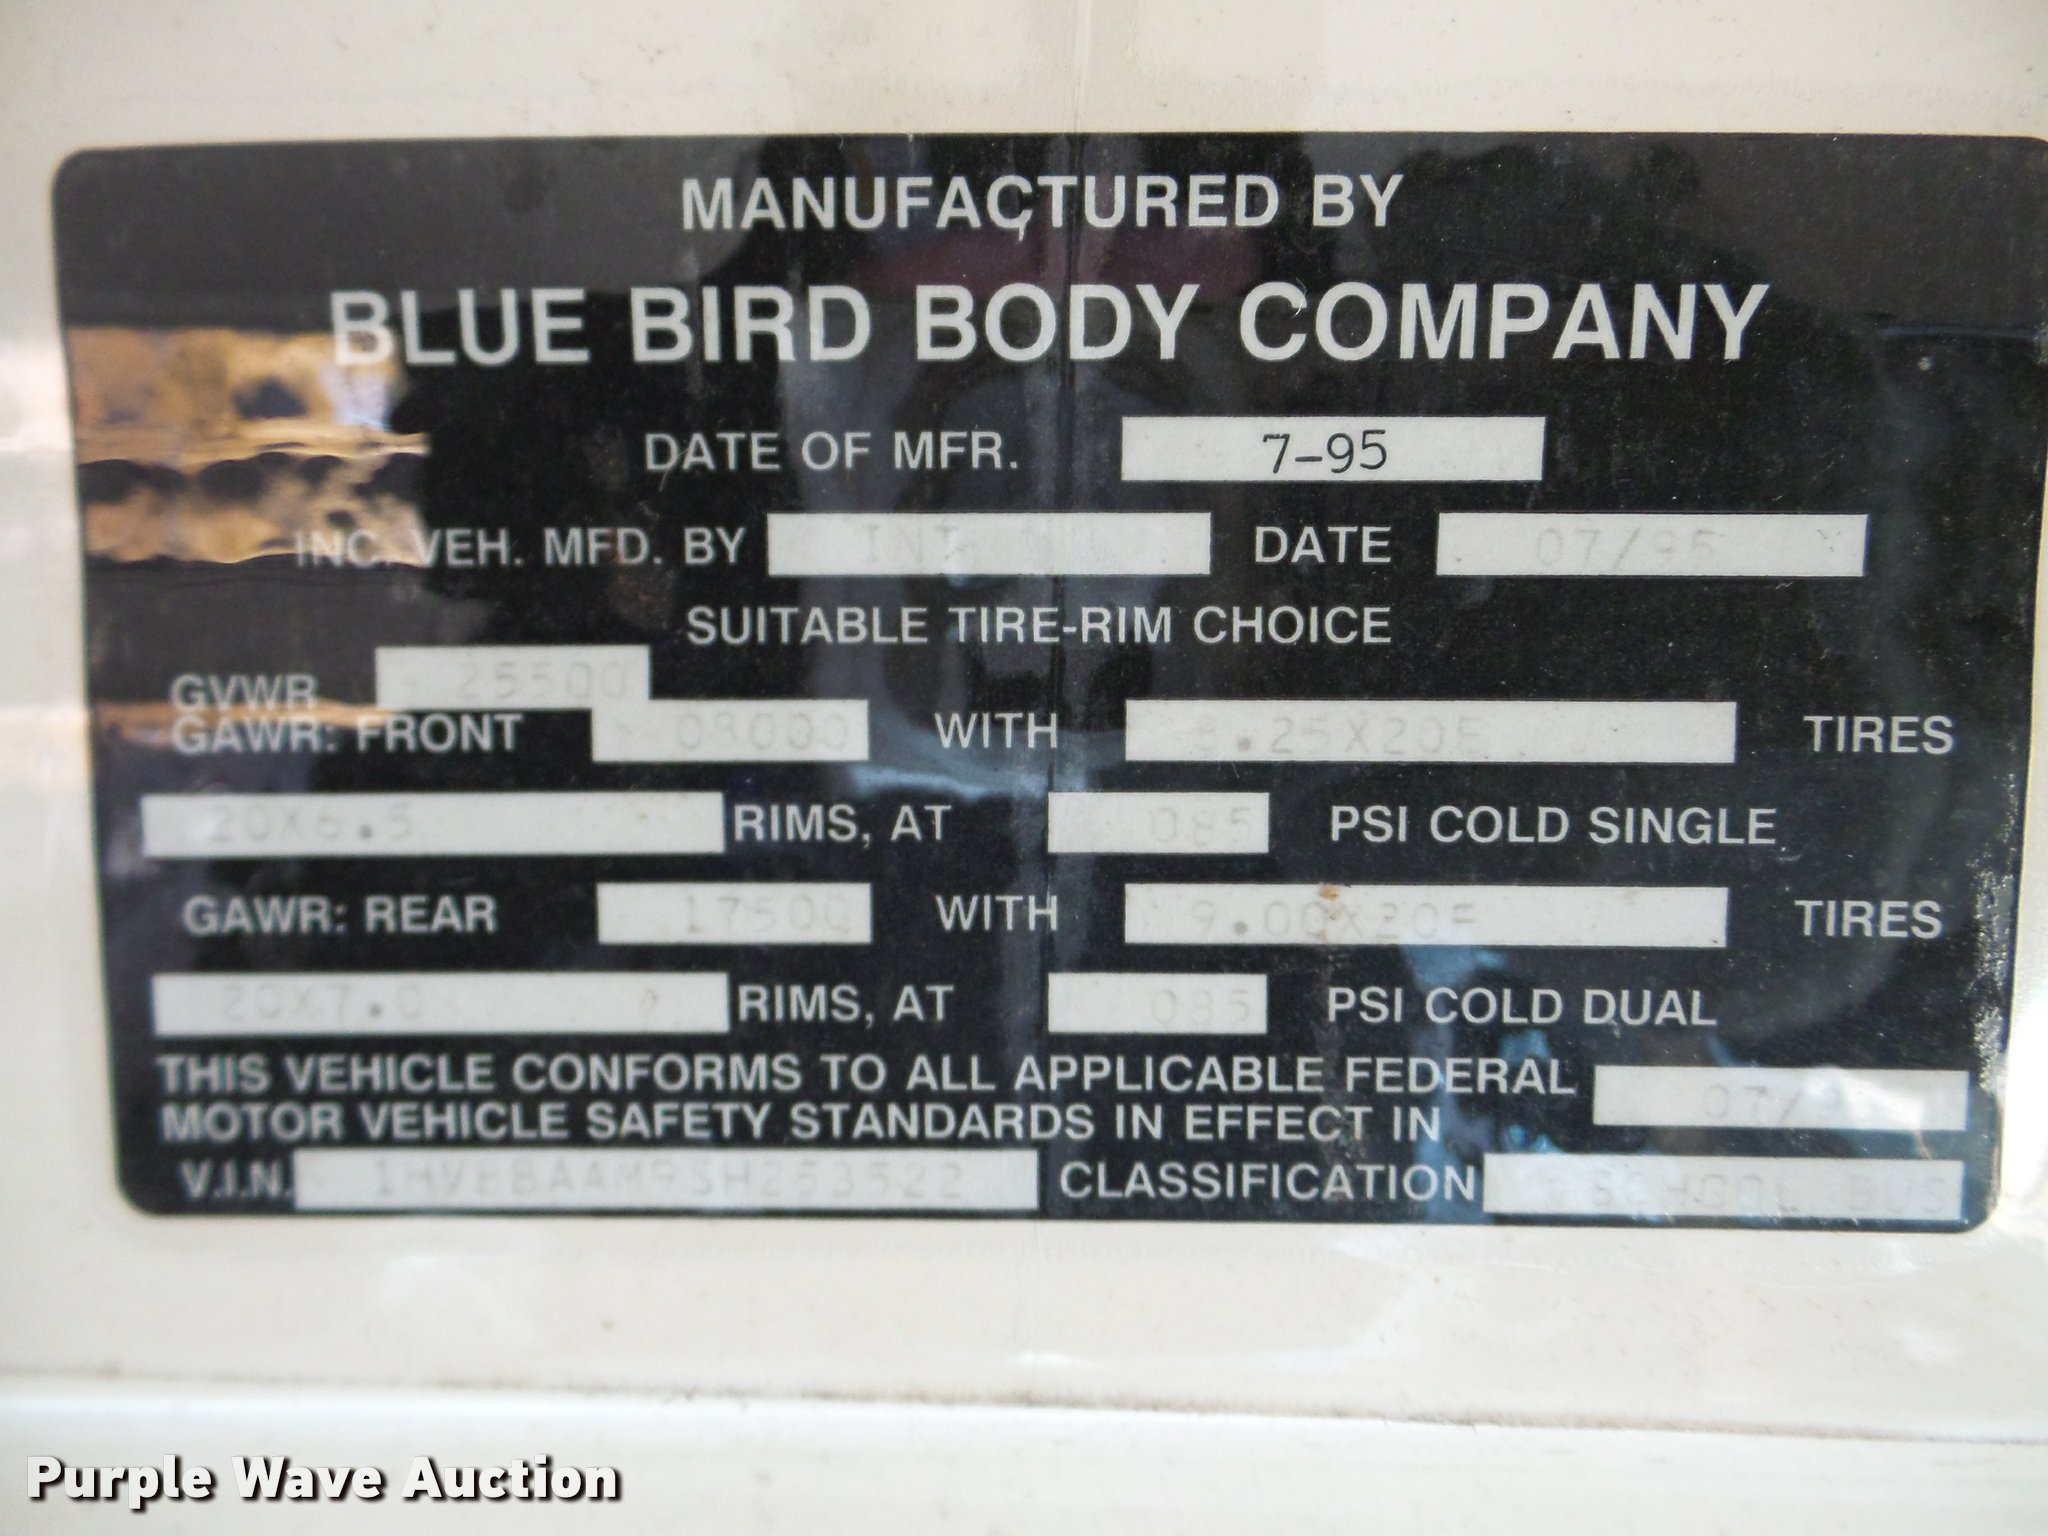 MANUFACTURED BY
BLUE BIRD BODY COMPANY
DATE OF MFR. 7-95
INC. VEH. MFD. BY DATE 07/95
SUITABLE TIRE-RIM CHOICE
GVWR 25500
GAWR: FRONT 08000 WITH 8.25X20E TIRES
20X6.5 RIMS, AT 085 PSI COLD SINGLE
GAWR: REAR 17500 WITH 9.00X20E TIRES
20X7.0 RIMS, AT 085 PSI COLD DUAL
THIS VEHICLE CONFORMS TO ALL APPLICABLE FEDERAL
MOTOR VEHICLE SAFETY STANDARDS IN EFFECT IN
V.I.N. CLASSIFICATION SCHOOL BUS
Purple Wave Auction